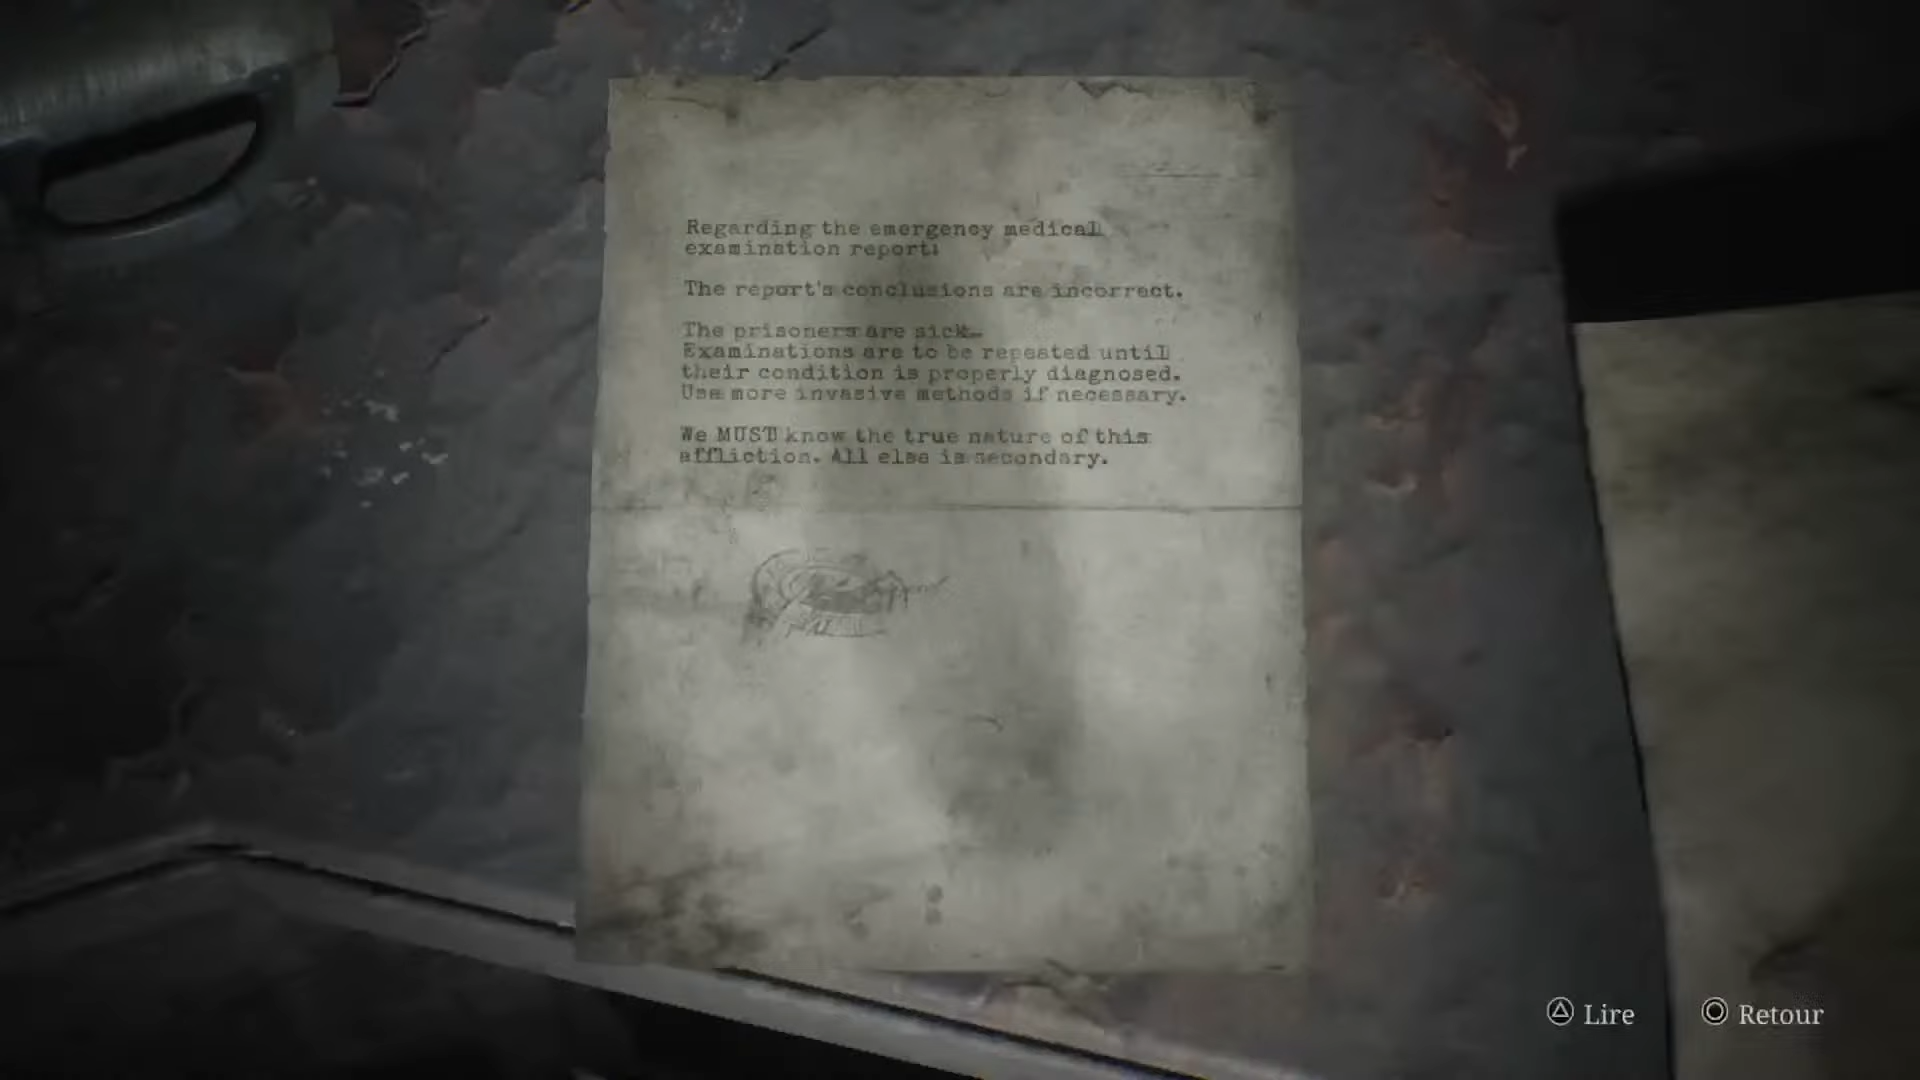 Regarding the emergency medical
examination report:
The report's conclusions are incorrect.
The prisoners are sick.
Examinations are to be repeated until
their condition is properly diagnosed.
Use more invasive methods if necessary.
We MUST know the true nature of this
affliction. All else is secondary.
Lire
Retour